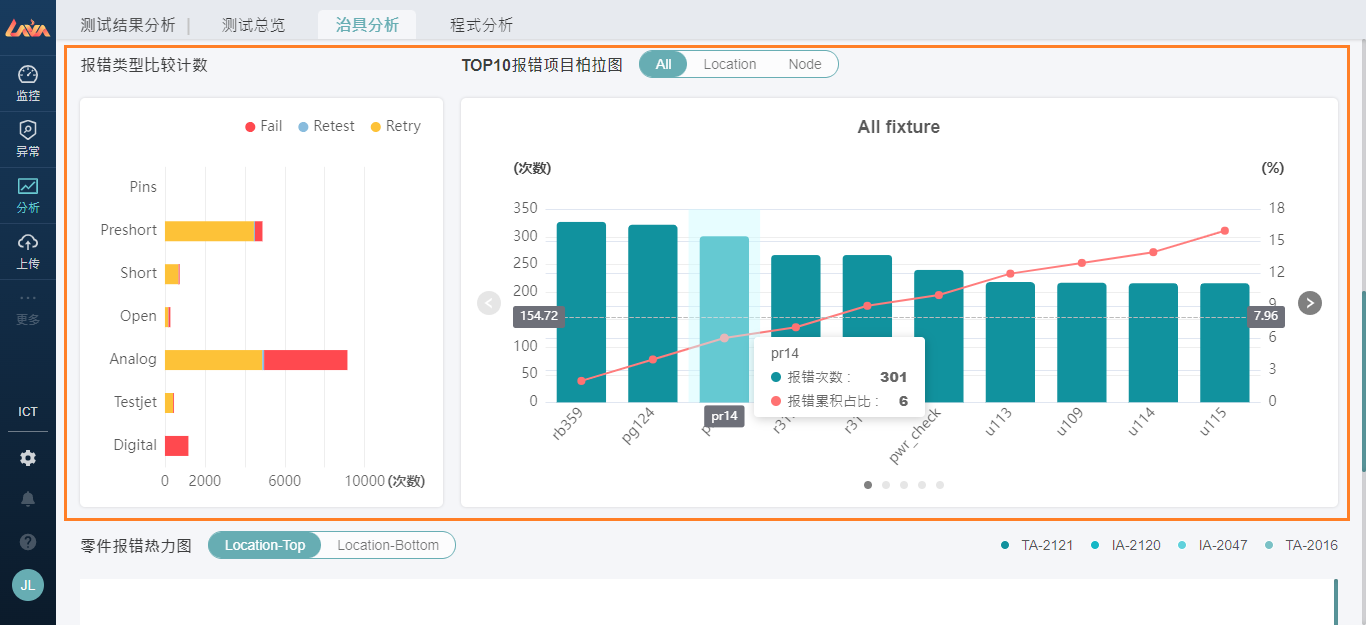 LAVA
测试结果分析 | 测试总览 治具分析 程式分析
监控
异常
分析
上传
...
更多
ICT
JL
报错类型比较计数
Fail Retest Retry
Pins
Preshort
Short
Open
Analog
Testjet
Digital
0 2000 6000 10000 (次数)
TOP10报错项目柏拉图 All Location Node
All fixture
(次数) (%)
350 18
300 15
250 12
200 9
154.72 7.96
6
100
50 3
0 0
pr14
报错次数 : 301
报错累积占比 : 6
rb359 pg124 pr14 pwr_check u113 u109 u114 u115
零件报错热力图 Location-Top Location-Bottom
TA-2121 IA-2120 IA-2047 TA-2016